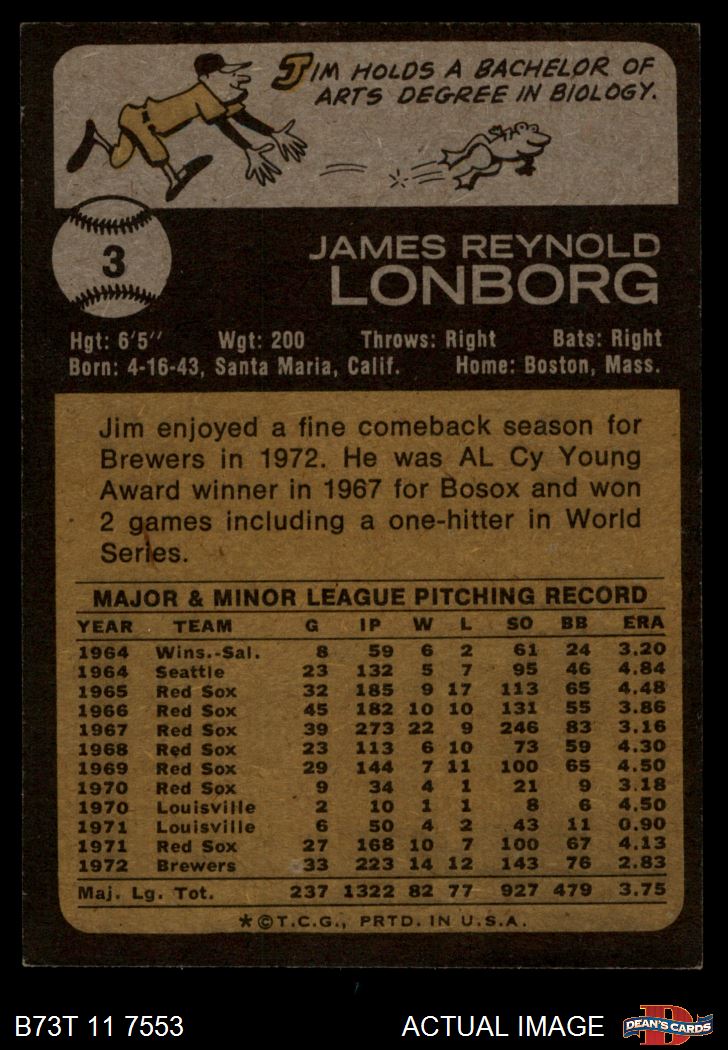 JIM HOLDS A BACHELOR OF
ARTS DEGREE IN BIOLOGY.
3
JAMES REYNOLD
LONBORG
Hgt: 6'5" Wgt: 200 Throws: Right Bats: Right
Born: 4-16-43, Santa Maria, Calif. Home: Boston, Mass.
Jim enjoyed a fine comeback season for
Brewers in 1972. He was AL Cy Young
Award winner in 1967 for Bosox and won
2 games including a one-hitter in World
Series.
MAJOR & MINOR LEAGUE PITCHING RECORD
YEAR TEAM G IP W L SO BB ERA
1964 Wins.-Sal. 8 59 6 2 61 24 3.20
1964 Seattle 23 132 5 7 95 46 4.84
1965 Red Sox 32 185 9 17 113 65 4.48
1966 Red Sox 45 182 10 10 131 55 3.86
1967 Red Sox 39 273 22 9 246 83 3.16
1968 Red Sox 23 113 6 10 73 59 4.30
1969 Red Sox 29 144 7 11 100 65 4.50
1970 Red Sox 9 34 4 1 21 9 3.18
1970 Louisville 2 10 1 1 8 6 4.50
1971 Louisville 6 50 4 2 43 11 0.90
1971 Red Sox 27 168 10 7 100 67 4.13
1972 Brewers 33 223 14 12 143 76 2.83
Maj. Lg. Tot. 237 1322 82 77 927 479 3.75
*©T.C.G., PRTD. IN U.S.A.
B73T 11 7553 ACTUAL IMAGE D DEAN'S CARDS